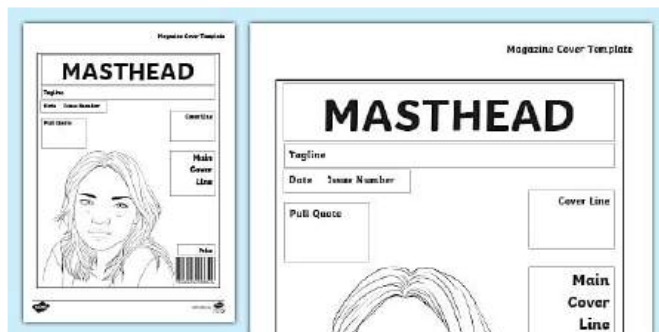 Magazine Cover Template
MASTHEAD
Tagline
Date Issue Number
Pull Quote
Cover Line
Main
Cover
Line
Price
Magazine Cover Template
MASTHEAD
Tagline
Date Issue Number
Pull Quote
Cover Line
Main
Cover
Line